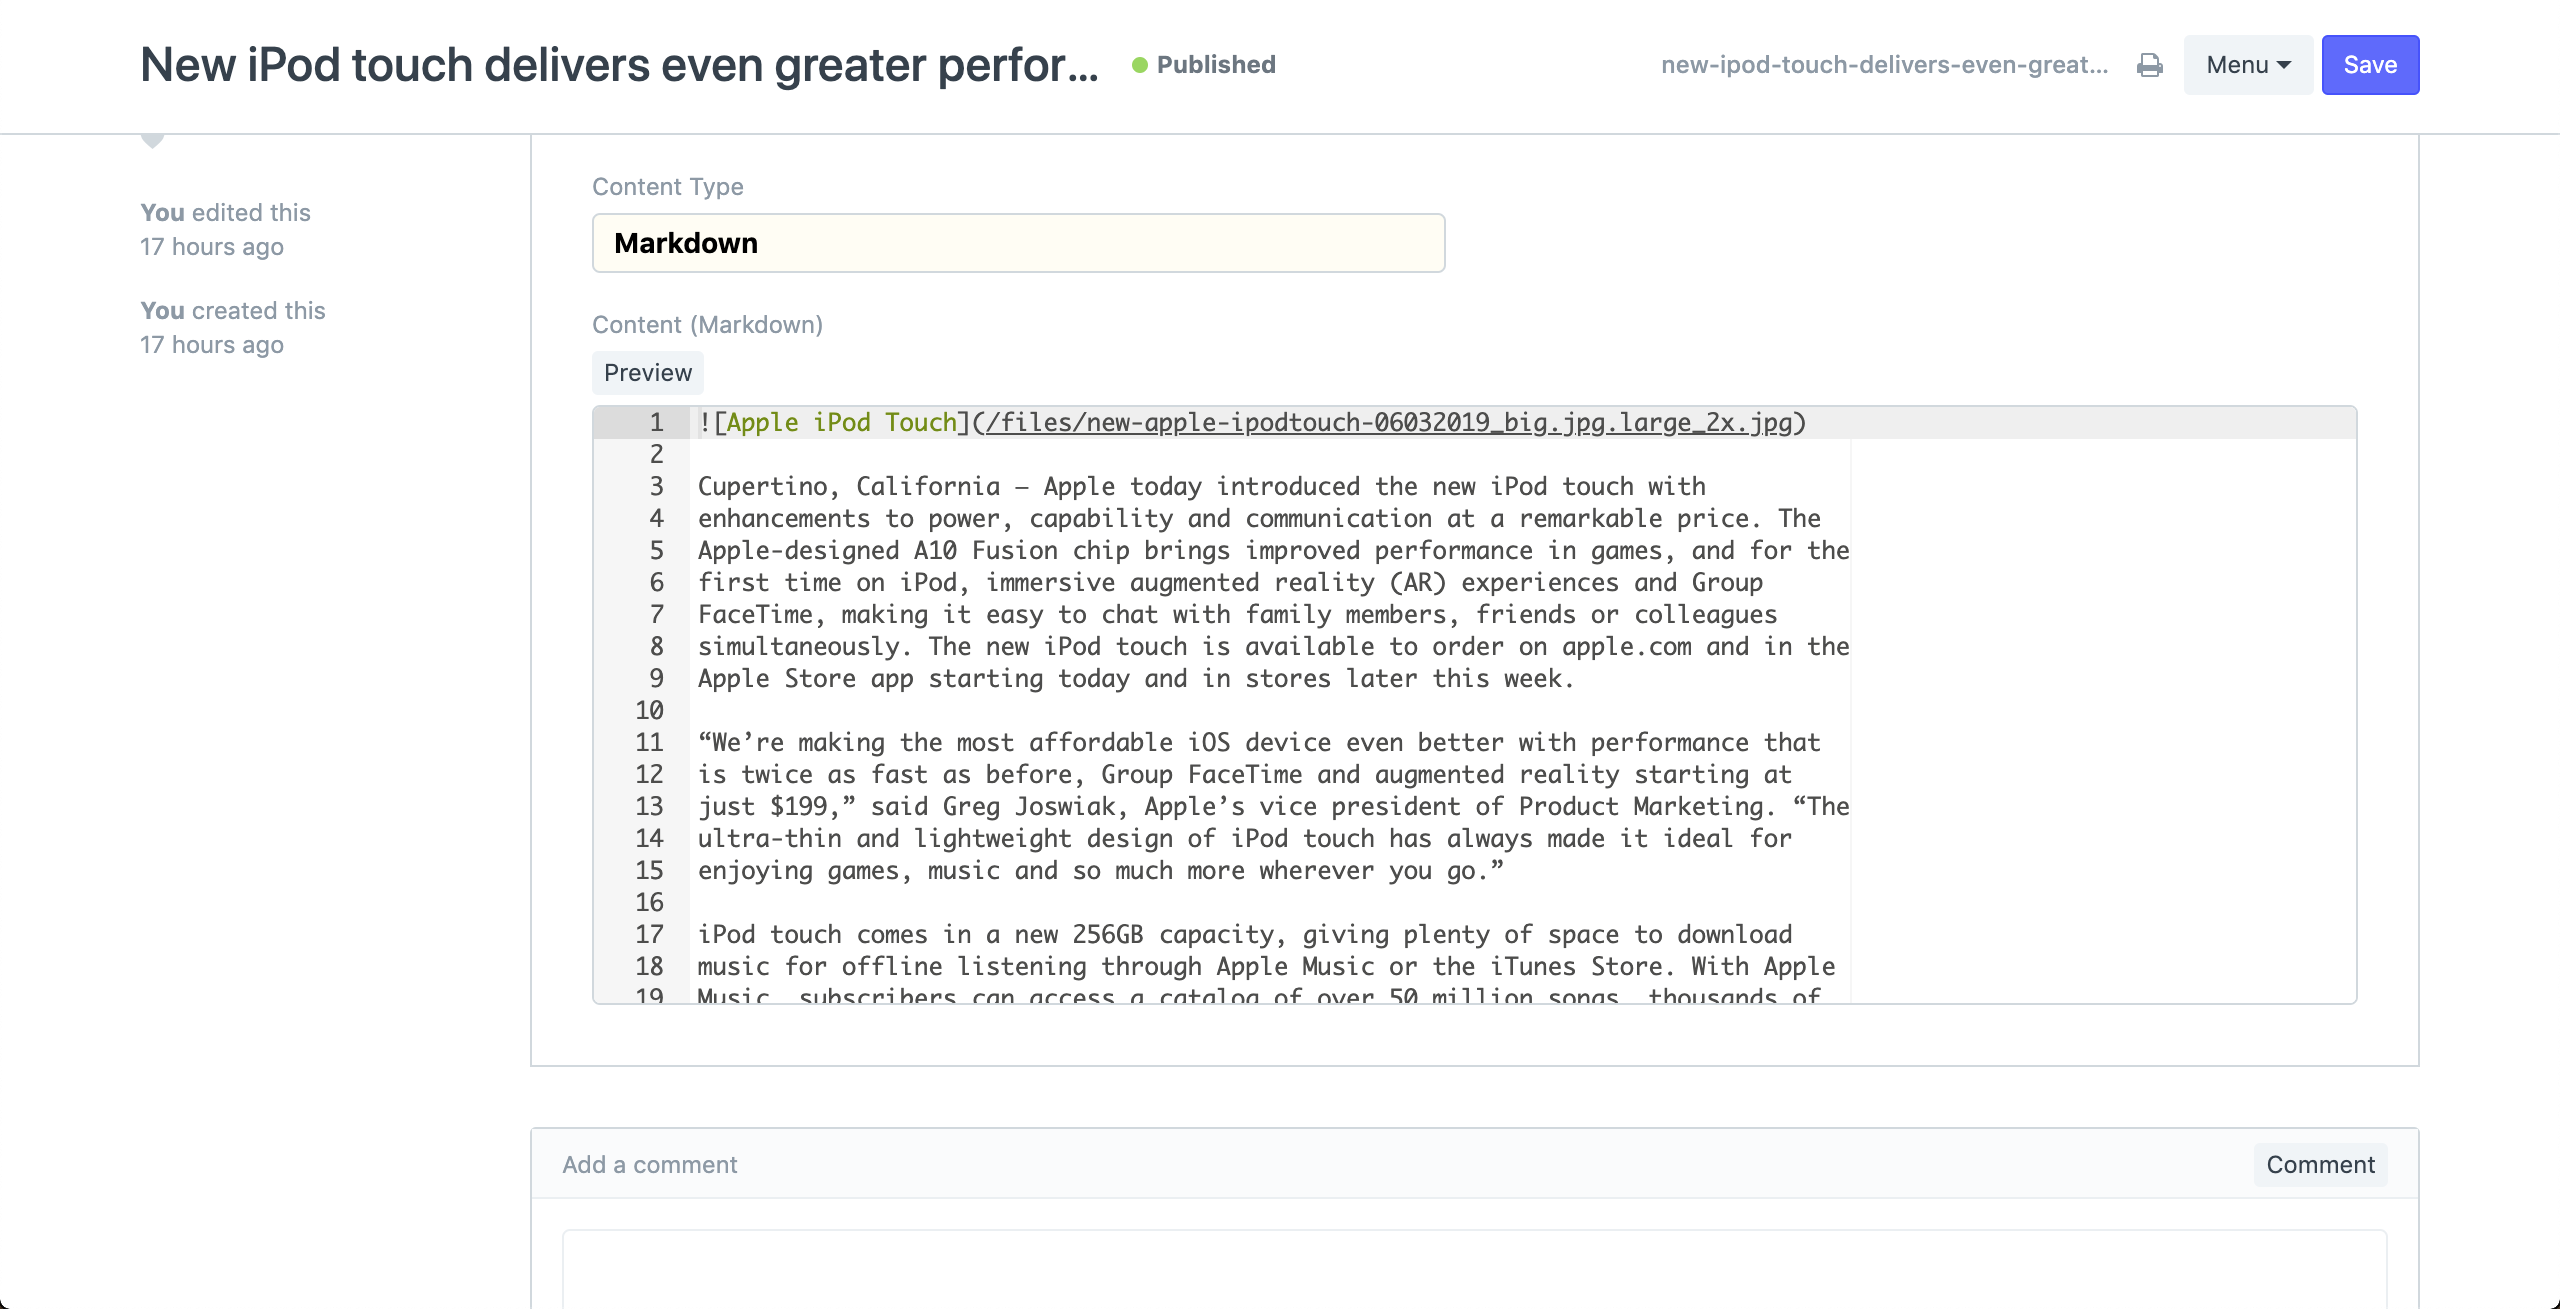 New iPod touch delivers even greater perfor...
Published
new-ipod-touch-delivers-even-great...
Menu
Save
You edited this
17 hours ago
You created this
17 hours ago
Content Type
Markdown
Content (Markdown)
Preview
1 ![Apple iPod Touch](/files/new-apple-ipodtouch-06032019_big.jpg.large_2x.jpg)
2
3 Cupertino, California — Apple today introduced the new iPod touch with
4 enhancements to power, capability and communication at a remarkable price. The
5 Apple-designed A10 Fusion chip brings improved performance in games, and for the
6 first time on iPod, immersive augmented reality (AR) experiences and Group
7 FaceTime, making it easy to chat with family members, friends or colleagues
8 simultaneously. The new iPod touch is available to order on apple.com and in the
9 Apple Store app starting today and in stores later this week.
10
11 “We’re making the most affordable iOS device even better with performance that
12 is twice as fast as before, Group FaceTime and augmented reality starting at
13 just $199,” said Greg Joswiak, Apple’s vice president of Product Marketing. “The
14 ultra-thin and lightweight design of iPod touch has always made it ideal for
15 enjoying games, music and so much more wherever you go.”
16
17 iPod touch comes in a new 256GB capacity, giving plenty of space to download
18 music for offline listening through Apple Music or the iTunes Store. With Apple
19 Music, subscribers can access a catalog of over 50 million songs, thousands of
Add a comment
Comment